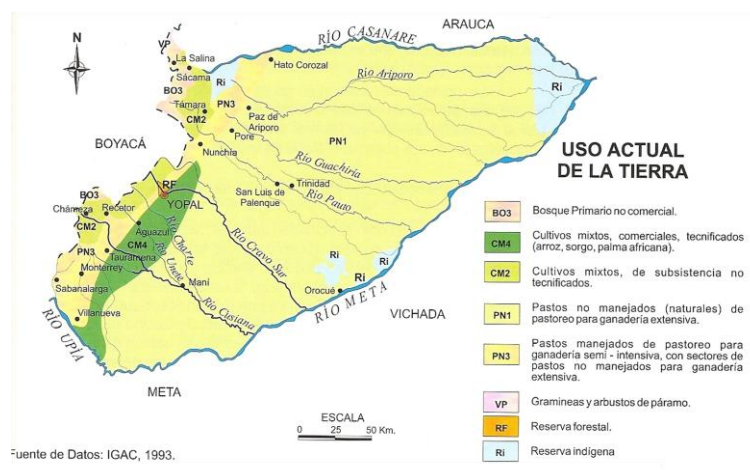 ARAUCA
RÍO CASANARE
N
VP
La Salina
Sácama
Hato Corozal
Ri
BO3
PN3
Río Ariporo
Ri
Támara
CM2
Paz de
Ariporo
Pore
PN1
BOYACÁ
Nunchía
Río Guachiría
RF
YOPAL
San Luis de
Palenque
Trinidad
Río Pauto
BO3
Chámeza
Recetor
CM2
Aguazul
CM4
Río Charte
Río Cravo Sur
PN3
Tauramena
Río Unete
Monterrey
Sabanalarga
Maní
Río Cusiana
Ri
Ri
Ri
Orocué
RÍO META
Villanueva
RÍO UPÍA
VICHADA
META
ESCALA
0 25 50 Km.
Fuente de Datos: IGAC, 1993.
USO ACTUAL
DE LA TIERRA
BO3 Bosque Primario no comercial.
CM4 Cultivos mixtos, comerciales, tecnificados
(arroz, sorgo, palma africana).
CM2 Cultivos mixtos, de subsistencia no
tecnificados.
PN1 Pastos no manejados (naturales) de
pastoreo para ganadería extensiva.
PN3 Pastos manejados de pastoreo para
ganadería semi - intensiva, con sectores de
pastos no manejados para ganadería
extensiva.
VP Gramineas y arbustos de páramo.
RF Reserva forestal.
Ri Reserva indígena